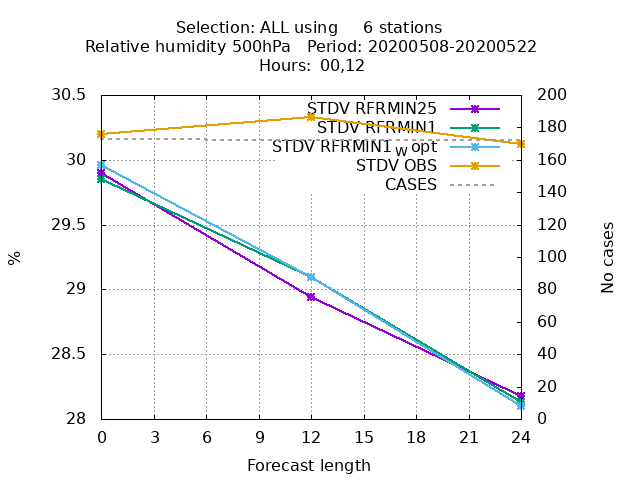 Selection: ALL using     6 stations
Relative humidity 500hPa   Period: 20200508-20200522
Hours: 00,12
STDV RFRMIN25
STDV RFRMIN1
STDV RFRMIN1wopt
STDV OBS
CASES
30.5
30
29.5
29
28.5
28
%
200
180
160
140
120
100
80
60
40
20
0
No cases
0 3 6 9 12 15 18 21 24
Forecast length